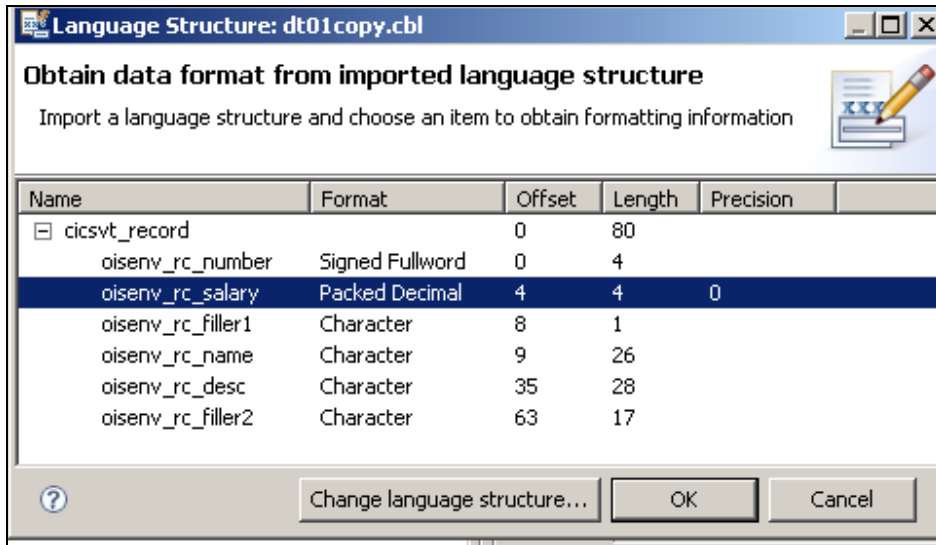 Language Structure: dt01copy.cbl
Obtain data format from imported language structure
Import a language structure and choose an item to obtain formatting information
xxx
Name Format Offset Length Precision
cicsvt_record 0 80
oisenv_rc_number Signed Fullword 0 4
oisenv_rc_salary Packed Decimal 4 4 0
oisenv_rc_filler1 Character 8 1
oisenv_rc_name Character 9 26
oisenv_rc_desc Character 35 28
oisenv_rc_filler2 Character 63 17
? Change language structure... OK Cancel